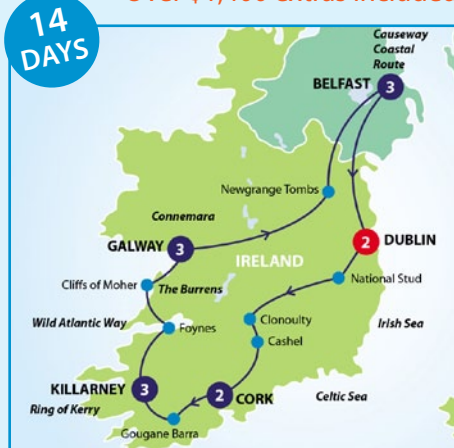 14
DAYS
Causeway
Coastal
Route
BELFAST 3
Newgrange Tombs
Connemara
GALWAY 3
IRELAND
2 DUBLIN
National Stud
Cliffs of Moher
The Burrens
Clonoulty
Wild Atlantic Way
Foynes
Cashel
Irish Sea
KILLARNEY 3
2 CORK
Celtic Sea
Ring of Kerry
Gougane Barra